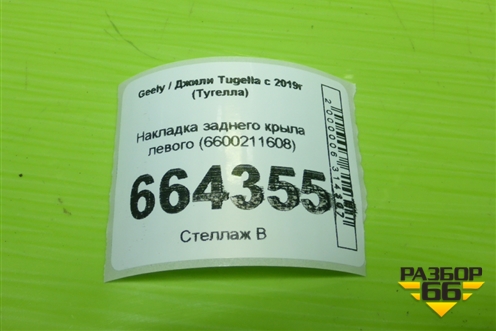 Geely / Джили Tugella с 2019г
(Тугелла)
Накладка заднего крыла
левого (6600211608)
664355
Стеллаж В
РАЗБОР
66